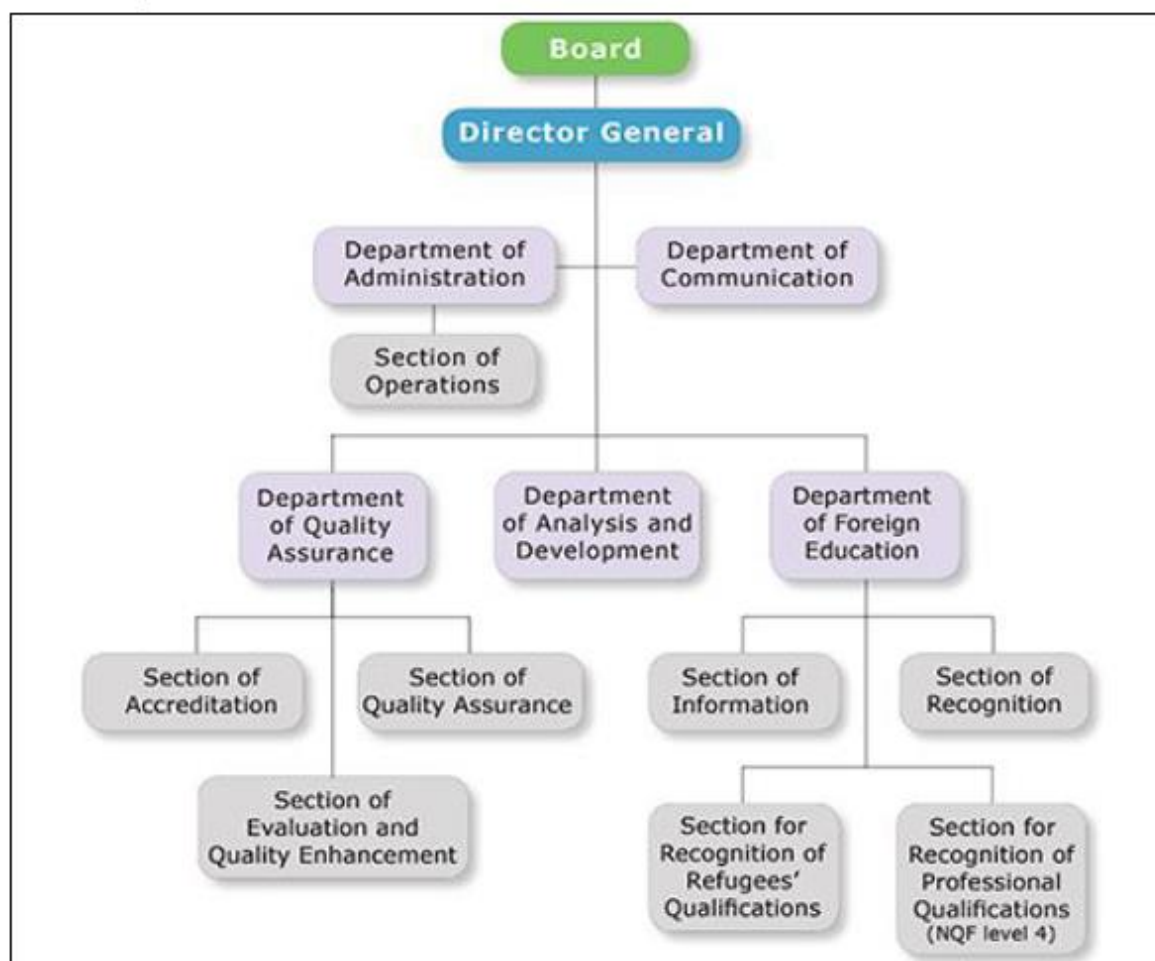 Board
Director General
Department of
Administration
Department of
Communication
Section of
Operations
Department
of Quality
Assurance
Department
of Analysis and
Development
Department
of Foreign
Education
Section of
Accreditation
Section of
Quality Assurance
Section of
Information
Section of
Recognition
Section of
Evaluation and
Quality Enhancement
Section for
Recognition of
Refugees’
Qualifications
Section for
Recognition of
Professional
Qualifications
(NQF level 4)